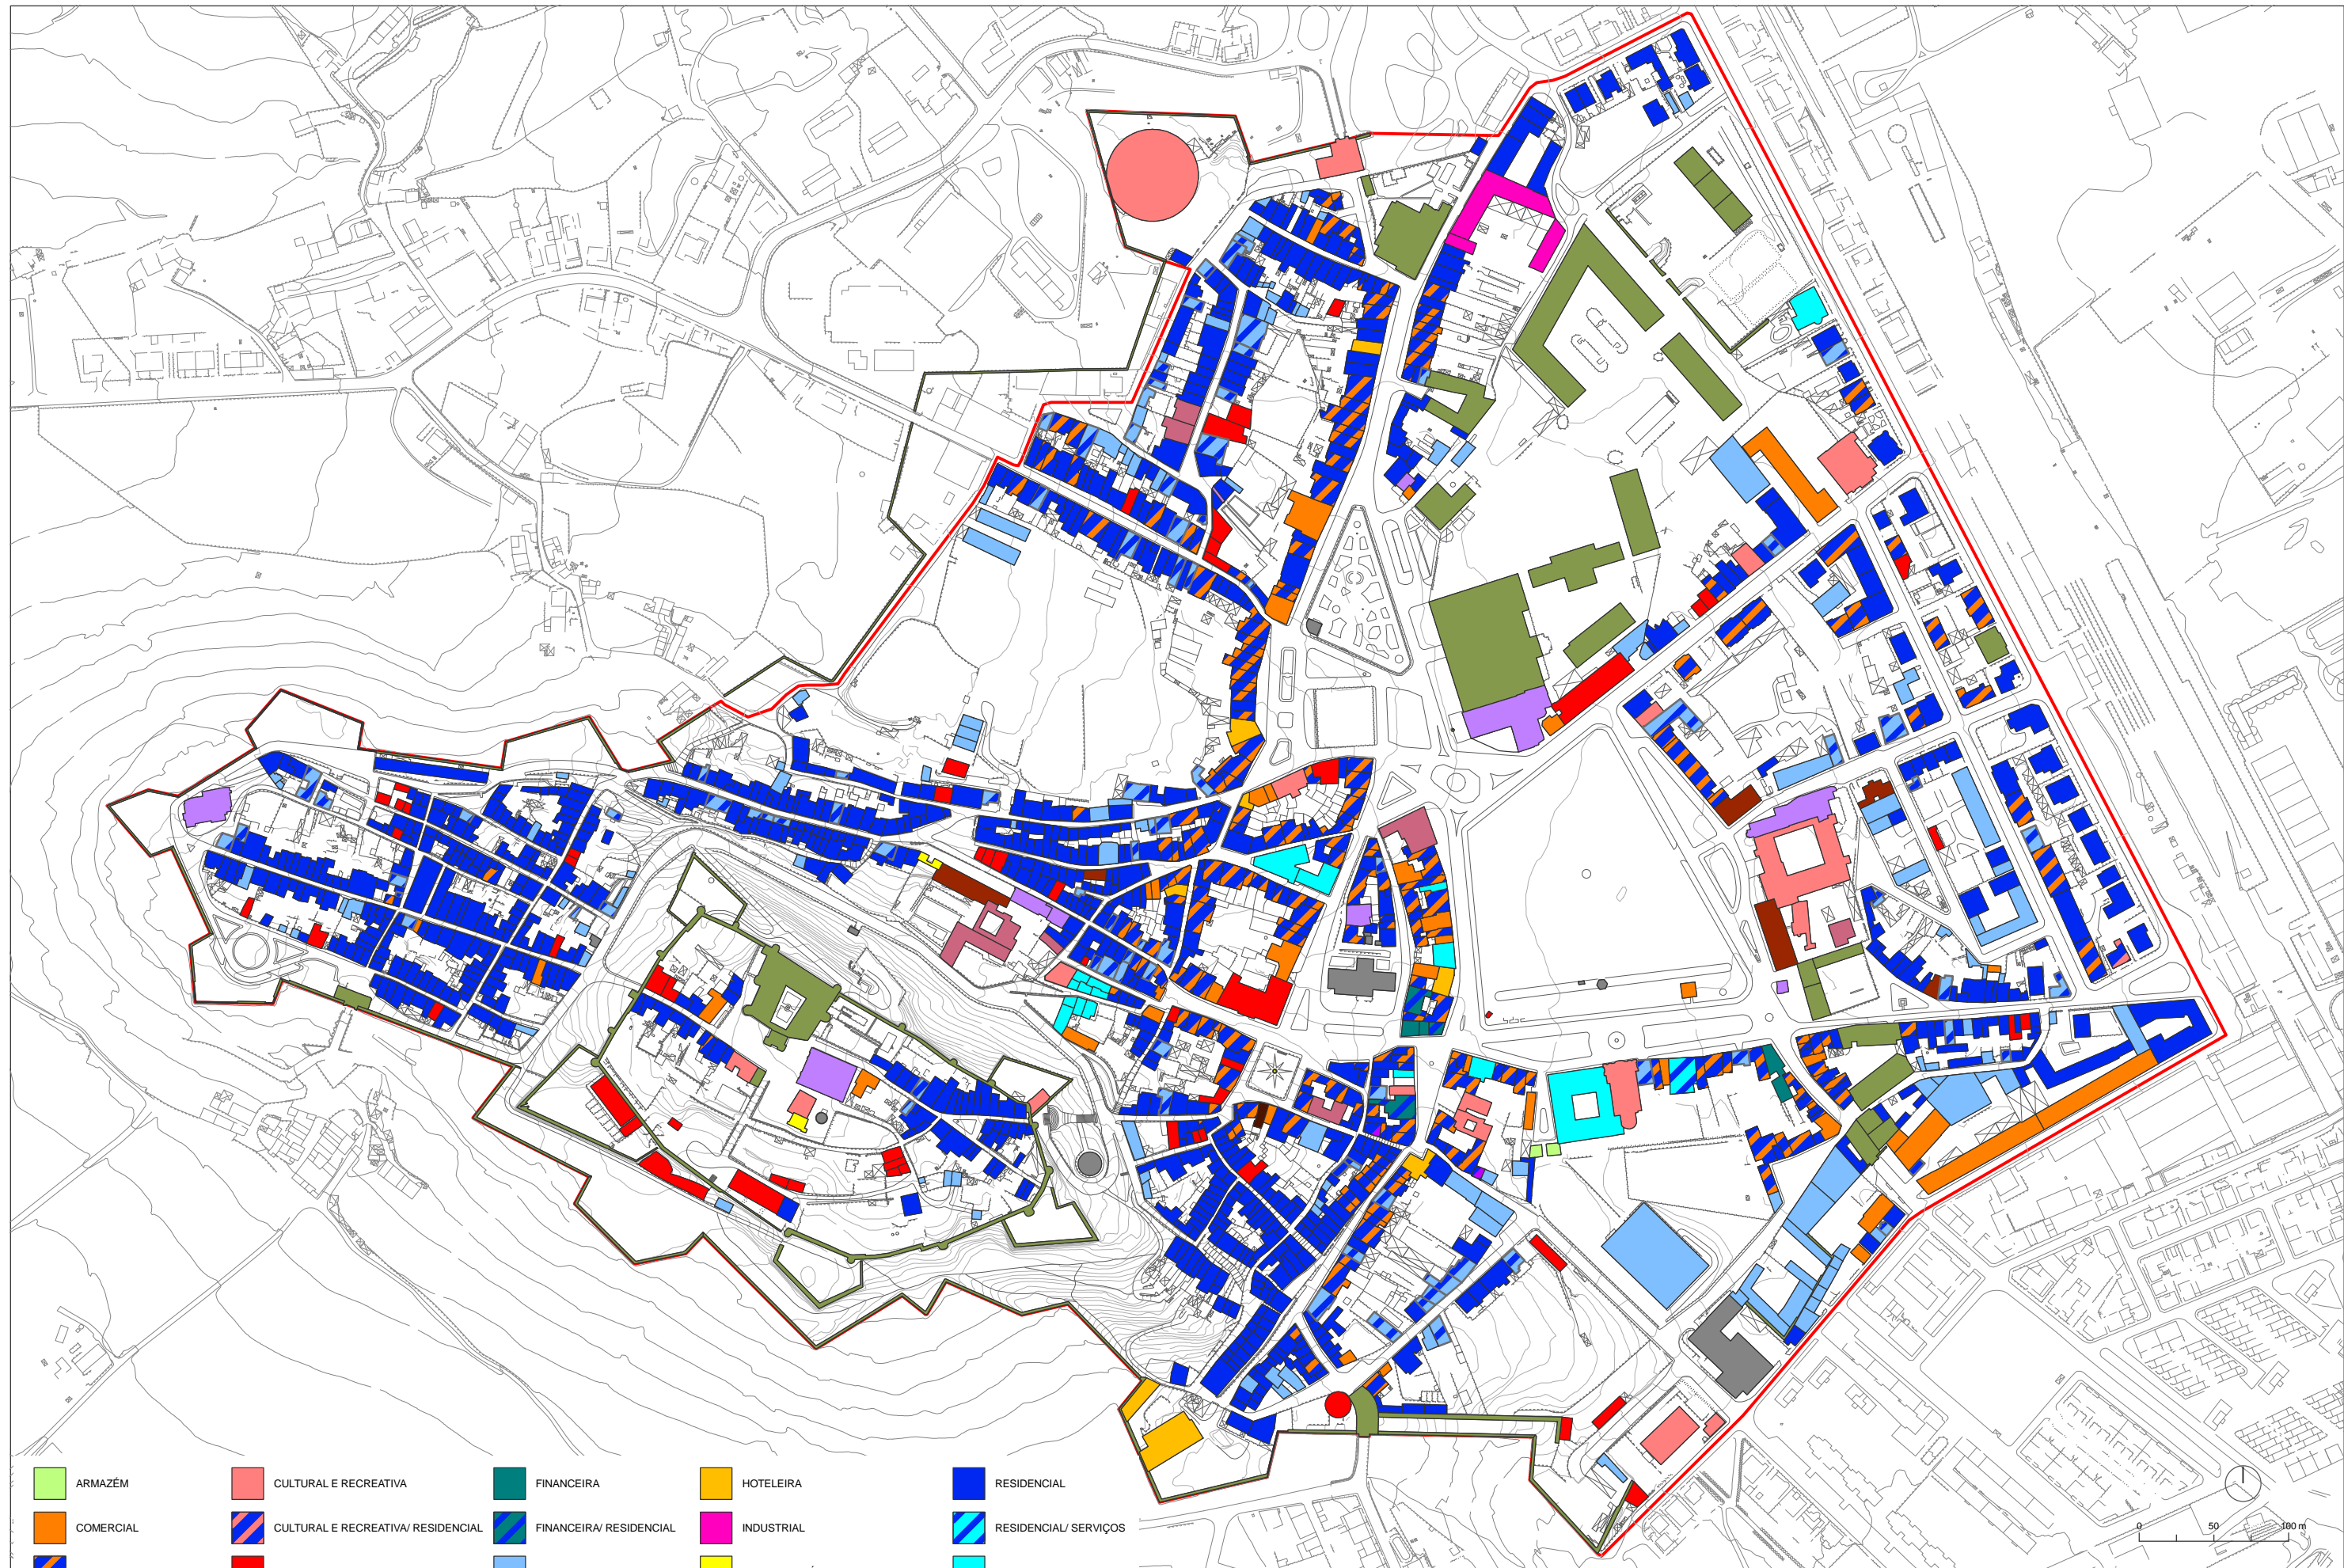 ARMAZÉM
CULTURAL E RECREATIVA
FINANCEIRA
HOTELEIRA
RESIDENCIAL
COMERCIAL
CULTURAL E RECREATIVA/ RESIDENCIAL
FINANCEIRA/ RESIDENCIAL
INDUSTRIAL
RESIDENCIAL/ SERVIÇOS
0 50 100 m